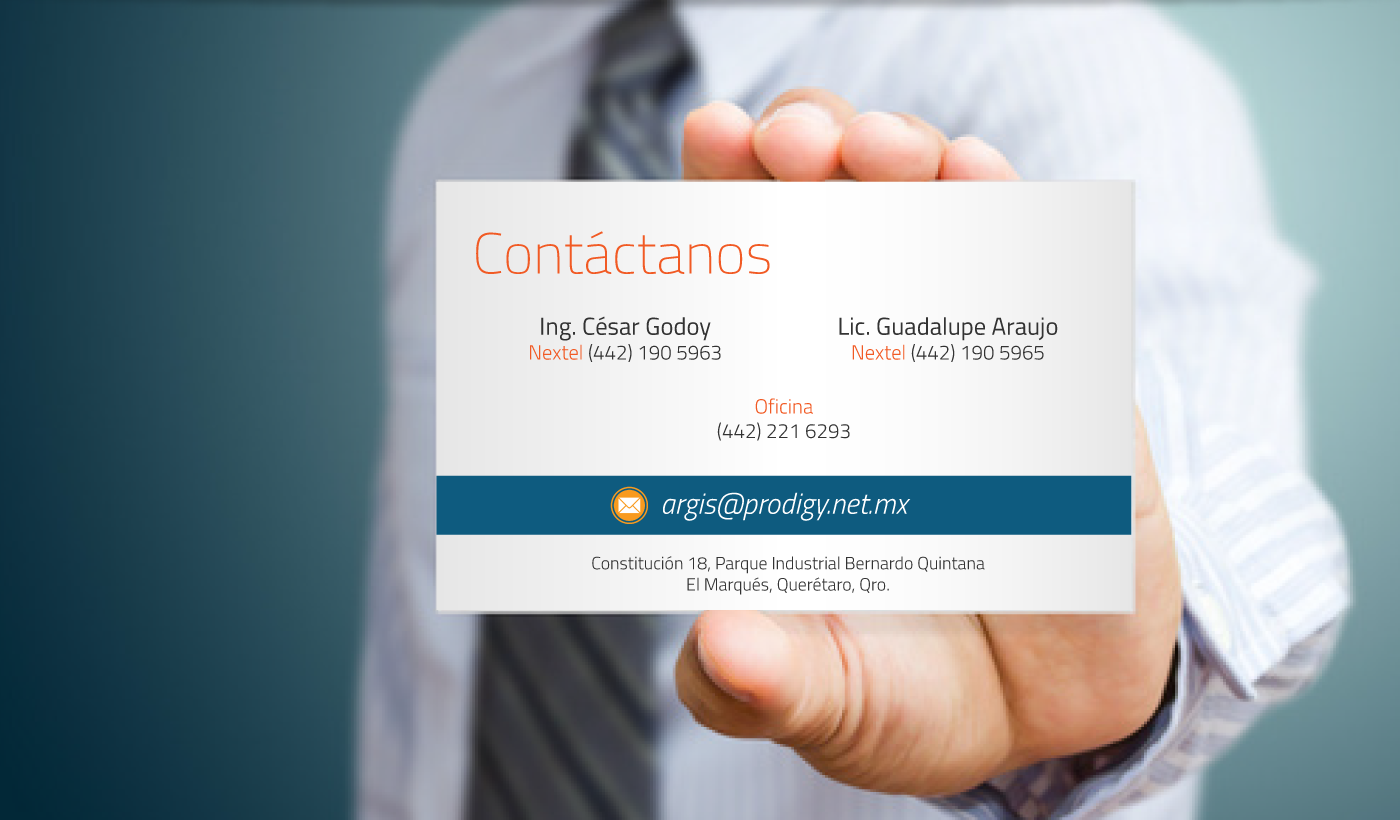 Contáctanos
Ing. César Godoy
Nextel (442) 190 5963
Lic. Guadalupe Araujo
Nextel (442) 190 5965
Oficina
(442) 221 6293
argis@prodigy.net.mx
Constitución 18, Parque Industrial Bernardo Quintana
El Marqués, Querétaro, Qro.